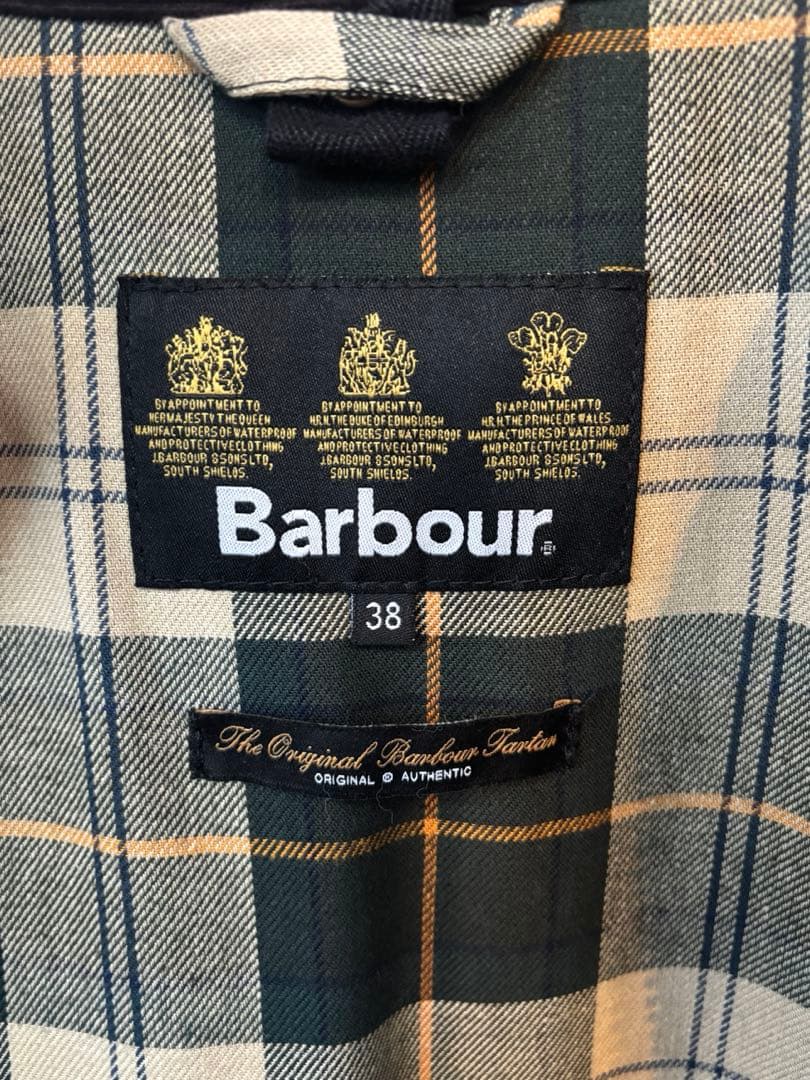 BY APPOINTMENT TO
HER MAJESTY THE QUEEN
MANUFACTURERS OF WATERPROOF
AND PROTECTIVE CLOTHING
J.BARBOUR & SONS LTD,
SOUTH SHIELDS.
BY APPOINTMENT TO
H.R.H. THE DUKE OF EDINBURGH
MANUFACTURERS OF WATERPROOF
AND PROTECTIVE CLOTHING
J.BARBOUR & SONS LTD,
SOUTH SHIELDS.
BY APPOINTMENT TO
H.R.H. THE PRINCE OF WALES
MANUFACTURERS OF WATERPROOF
AND PROTECTIVE CLOTHING
J.BARBOUR & SONS LTD,
SOUTH SHIELDS.
Barbour
38
The Original Barbour Tartan
ORIGINAL ® AUTHENTIC